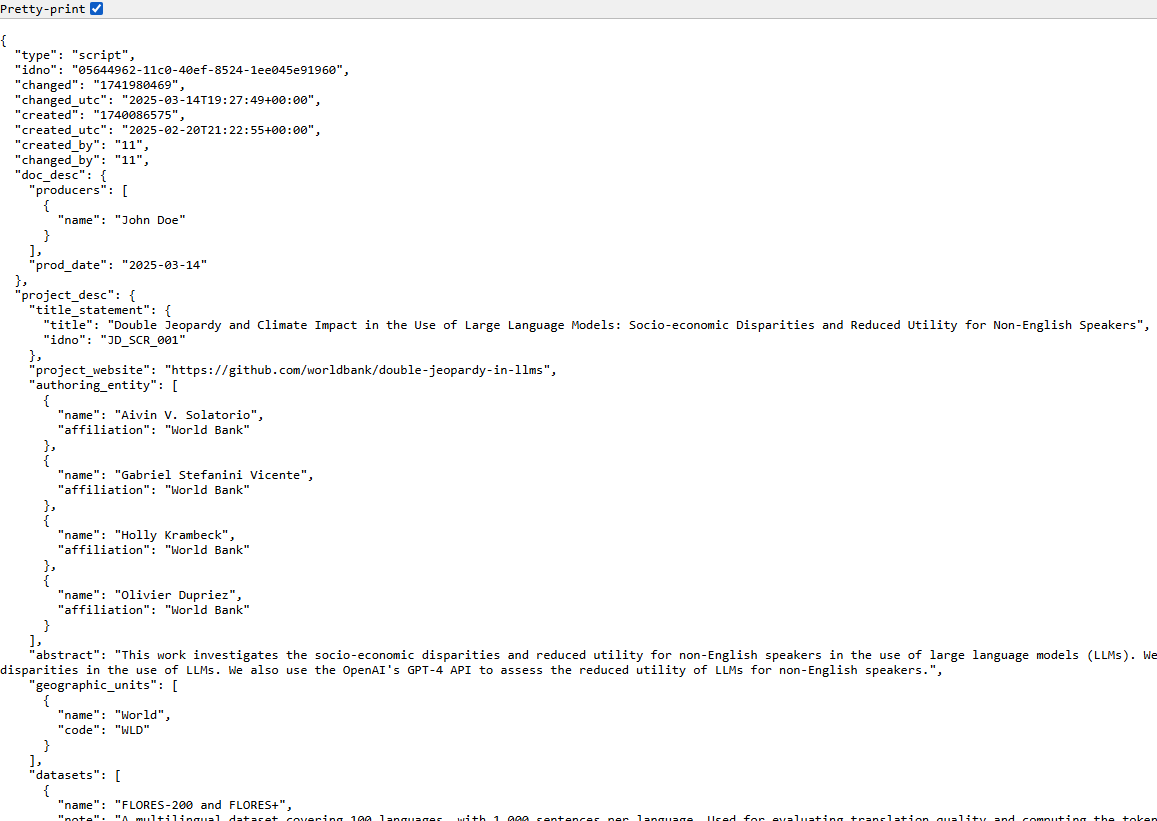 Pretty-print
{
  "type": "script",
  "idno": "05644962-11c0-40ef-8524-1ee045e91960",
  "changed": "1741980469",
  "changed_utc": "2025-03-14T19:27:49+00:00",
  "created": "1740086575",
  "created_utc": "2025-02-20T21:22:55+00:00",
  "created_by": "11",
  "changed_by": "11",
  "doc_desc": {
    "producers": [
      {
        "name": "John Doe"
      }
    ],
    "prod_date": "2025-03-14"
  },
  "project_desc": {
    "title_statement": {
      "title": "Double Jeopardy and Climate Impact in the Use of Large Language Models: Socio-economic Disparities and Reduced Utility for Non-English Speakers",
      "idno": "JD_SCR_001"
    },
    "project_website": "https://github.com/worldbank/double-jeopardy-in-llms",
    "authoring_entity": [
      {
        "name": "Aivin V. Solatorio",
        "affiliation": "World Bank"
      },
      {
        "name": "Gabriel Stefanini Vicente",
        "affiliation": "World Bank"
      },
      {
        "name": "Holly Krambeck",
        "affiliation": "World Bank"
      },
      {
        "name": "Olivier Dupriez",
        "affiliation": "World Bank"
      }
    ],
    "abstract": "This work investigates the socio-economic disparities and reduced utility for non-English speakers in the use of large language models (LLMs). We
disparities in the use of LLMs. We also use the OpenAI's GPT-4 API to assess the reduced utility of LLMs for non-English speakers.",
    "geographic_units": [
      {
        "name": "World",
        "code": "WLD"
      }
    ],
    "datasets": [
      {
        "name": "FLORES-200 and FLORES+",
        "note": "A multilingual dataset covering 100 languages, with 1,000 sentences per language. Used for evaluating translation quality and computing the token